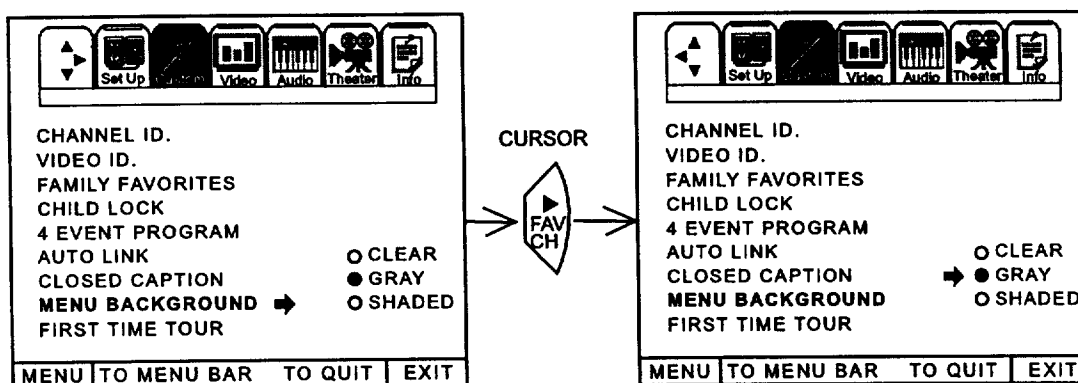 Set Up
Video
Audio
Theater
Info
CHANNEL ID.
VIDEO ID.
FAMILY FAVORITES
CHILD LOCK
4 EVENT PROGRAM
AUTO LINK
CLOSED CAPTION
MENU BACKGROUND
FIRST TIME TOUR
CLEAR
GRAY
SHADED
MENU TO MENU BAR TO QUIT EXIT
CURSOR
FAV
CH
Set Up
Video
Audio
Theater
Info
CHANNEL ID.
VIDEO ID.
FAMILY FAVORITES
CHILD LOCK
4 EVENT PROGRAM
AUTO LINK
CLOSED CAPTION
MENU BACKGROUND
FIRST TIME TOUR
CLEAR
GRAY
SHADED
MENU TO MENU BAR TO QUIT EXIT